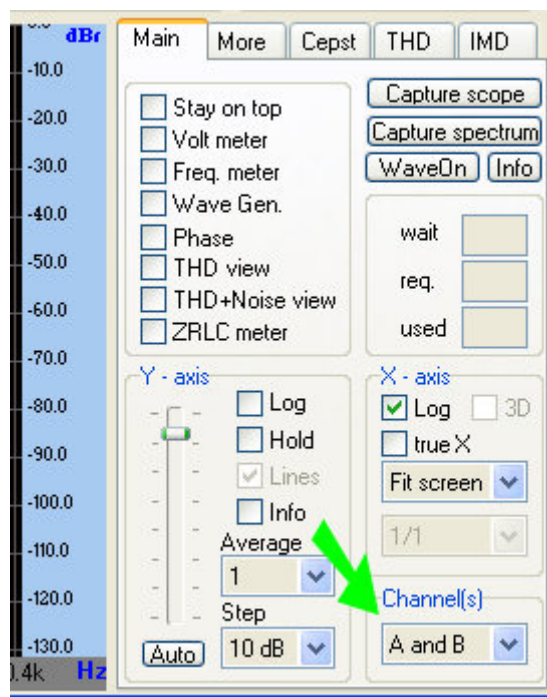 0.0
dBr
-10.0
-20.0
-30.0
-40.0
-50.0
-60.0
-70.0
-80.0
-90.0
-100.0
-110.0
-120.0
-130.0
Hz
Main More Cepst THD IMD
Stay on top
Volt meter
Freq. meter
Wave Gen.
Phase
THD view
THD+Noise view
ZRLC meter
Capture scope
Capture spectrum
WaveOn Info
wait
req.
used
Y - axis
Log
Hold
Lines
Info
Average
1
Step
Auto 10 dB
X - axis
Log 3D
true X
Fit screen
1/1
Channel(s)
A and B